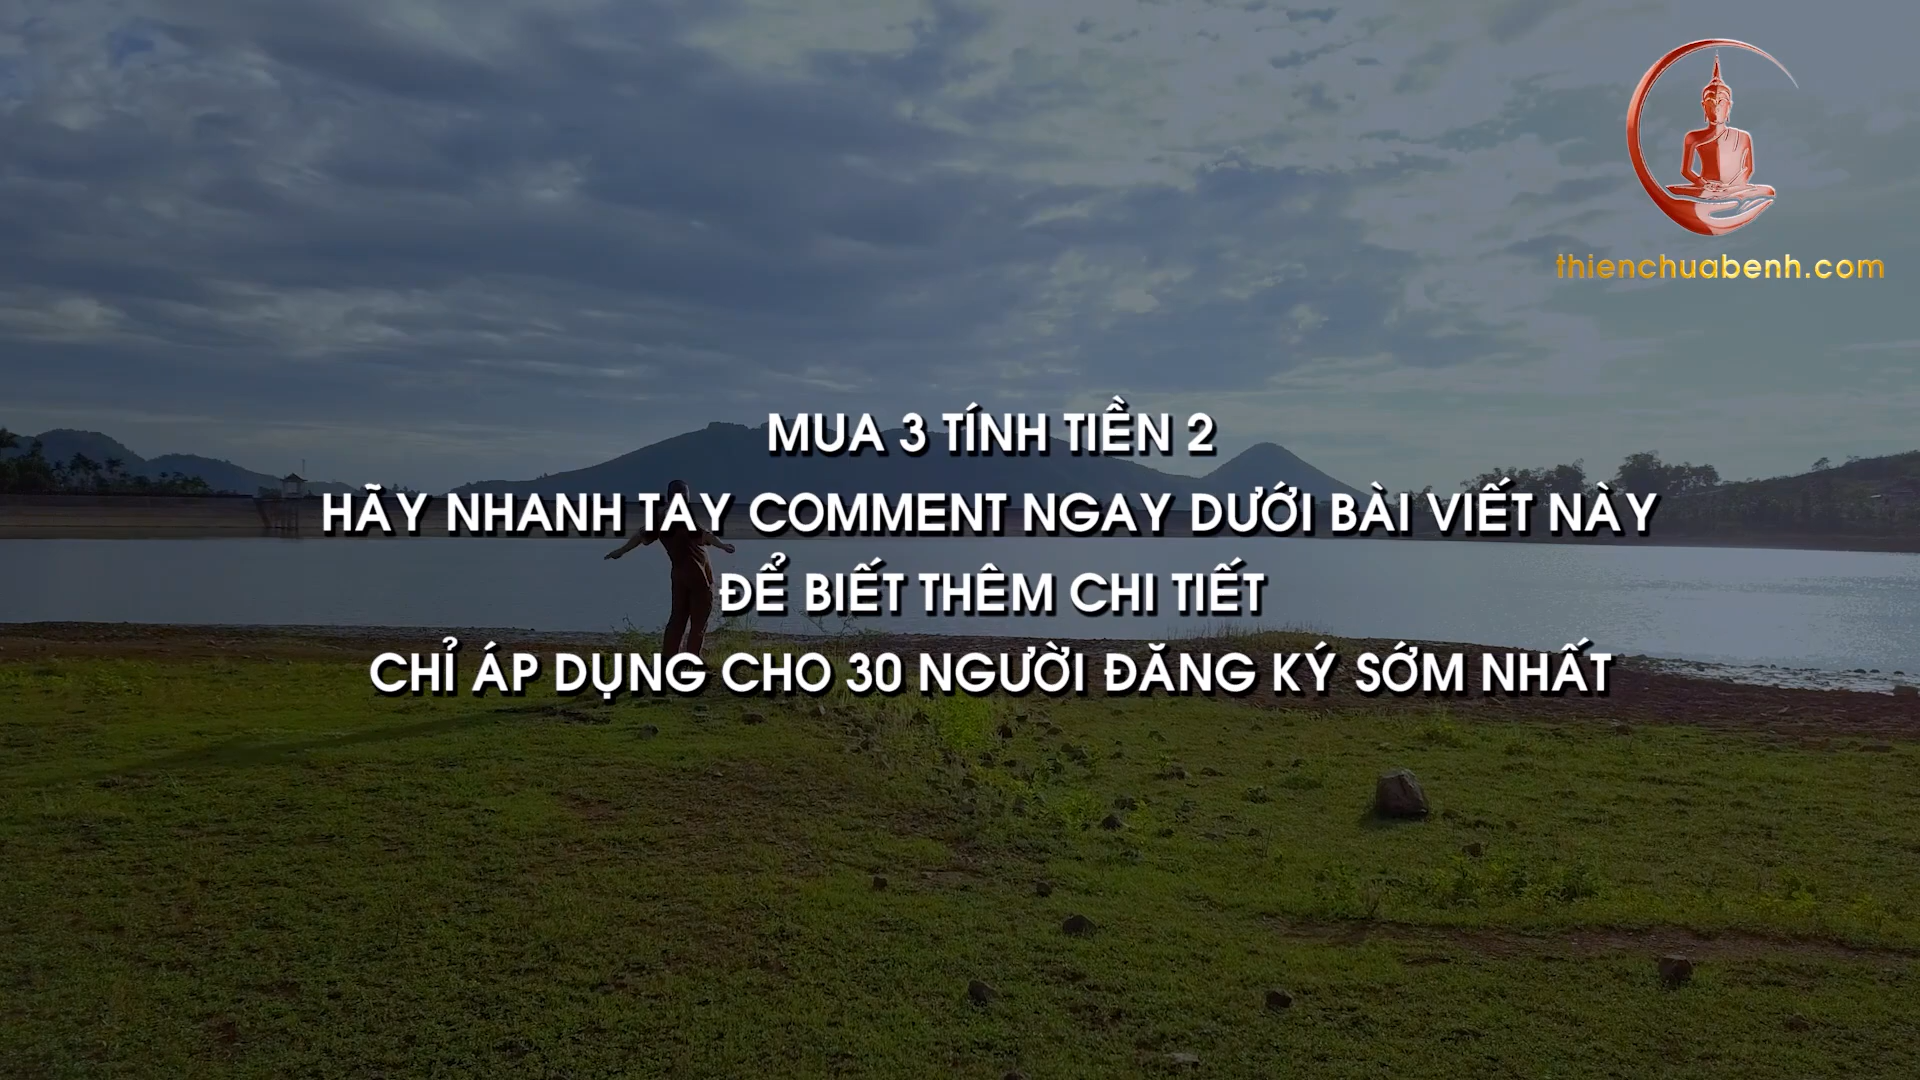 thienchuabenh.com
MUA 3 TÍNH TIỀN 2
HÃY NHANH TAY COMMENT NGAY DƯỚI BÀI VIẾT NÀY
ĐỂ BIẾT THÊM CHI TIẾT
CHỈ ÁP DỤNG CHO 30 NGƯỜI ĐĂNG KÝ SỚM NHẤT